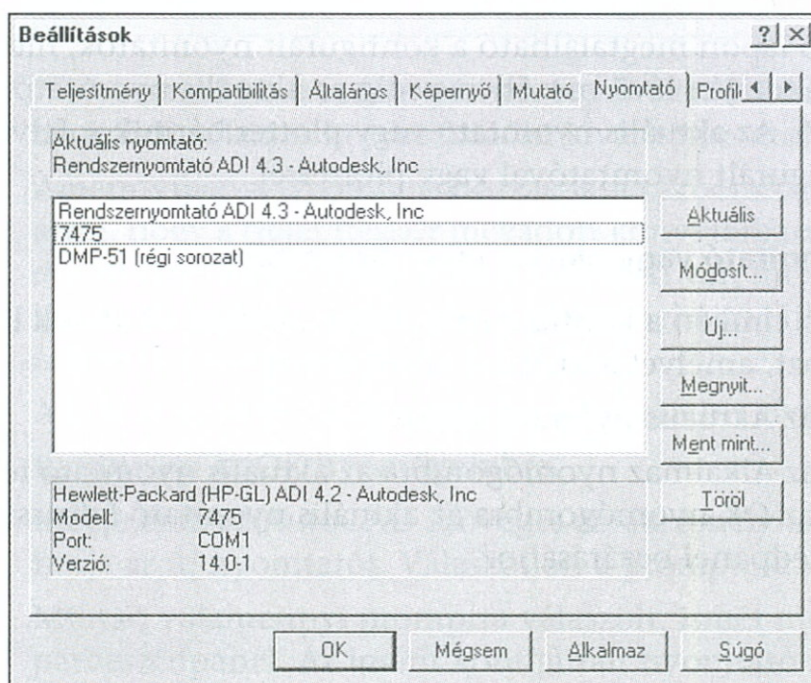 Beállítások
Teljesítmény Kompatibilitás Általános Képernyő Mutató Nyomtató Profil
Aktuális nyomtató:
Rendszernyomtató ADI 4.3 - Autodesk, Inc
Rendszernyomtató ADI 4.3 - Autodesk, Inc
7475
DMP-51 (régi sorozat)
Aktuális
Módosít...
Új...
Megnyit...
Ment mint...
Töröl
Hewlett-Packard (HP-GL) ADI 4.2 - Autodesk, Inc
Modell: 7475
Port: COM1
Verzió: 14.0-1
OK Mégsem Alkalmaz Súgó